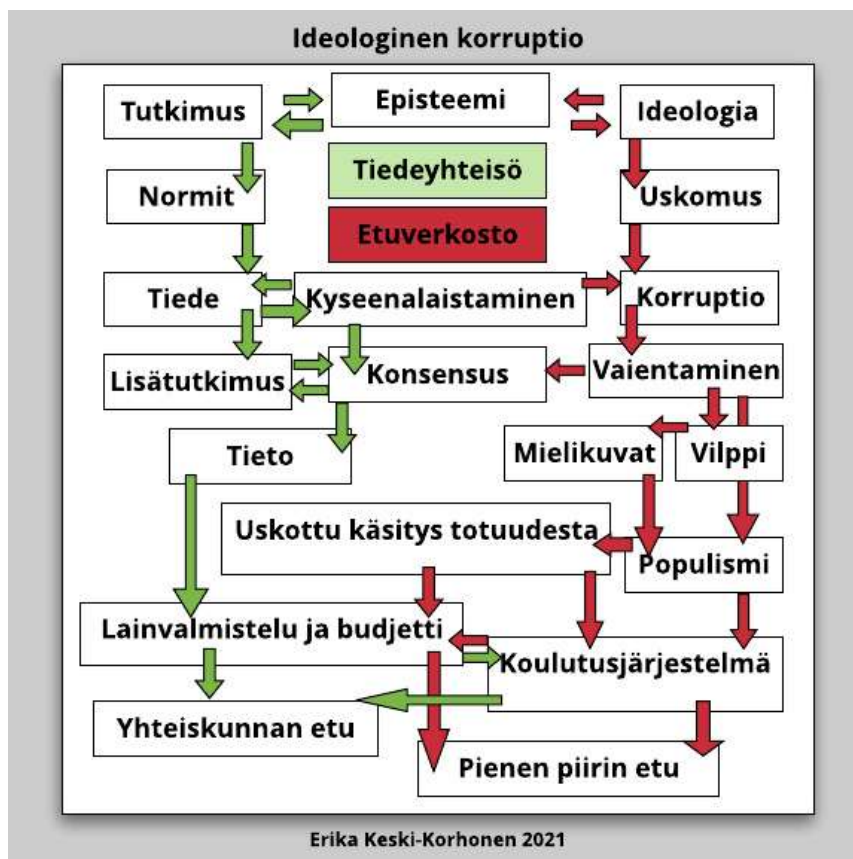 Ideologinen korruptio
Tutkimus
Episteemi
Ideologia
Tiedeyhteisö
Normit
Uskomus
Etuverkosto
Tiede
Kyseenalaistaminen
Korruptio
Lisätutkimus
Konsensus
Vaientaminen
Tieto
Mielikuvat
Vilppi
Uskottu käsitys totuudesta
Populismi
Lainvalmistelu ja budjetti
Koulutusjärjestelmä
Yhteiskunnan etu
Pienen piirin etu
Erika Keski-Korhonen 2021